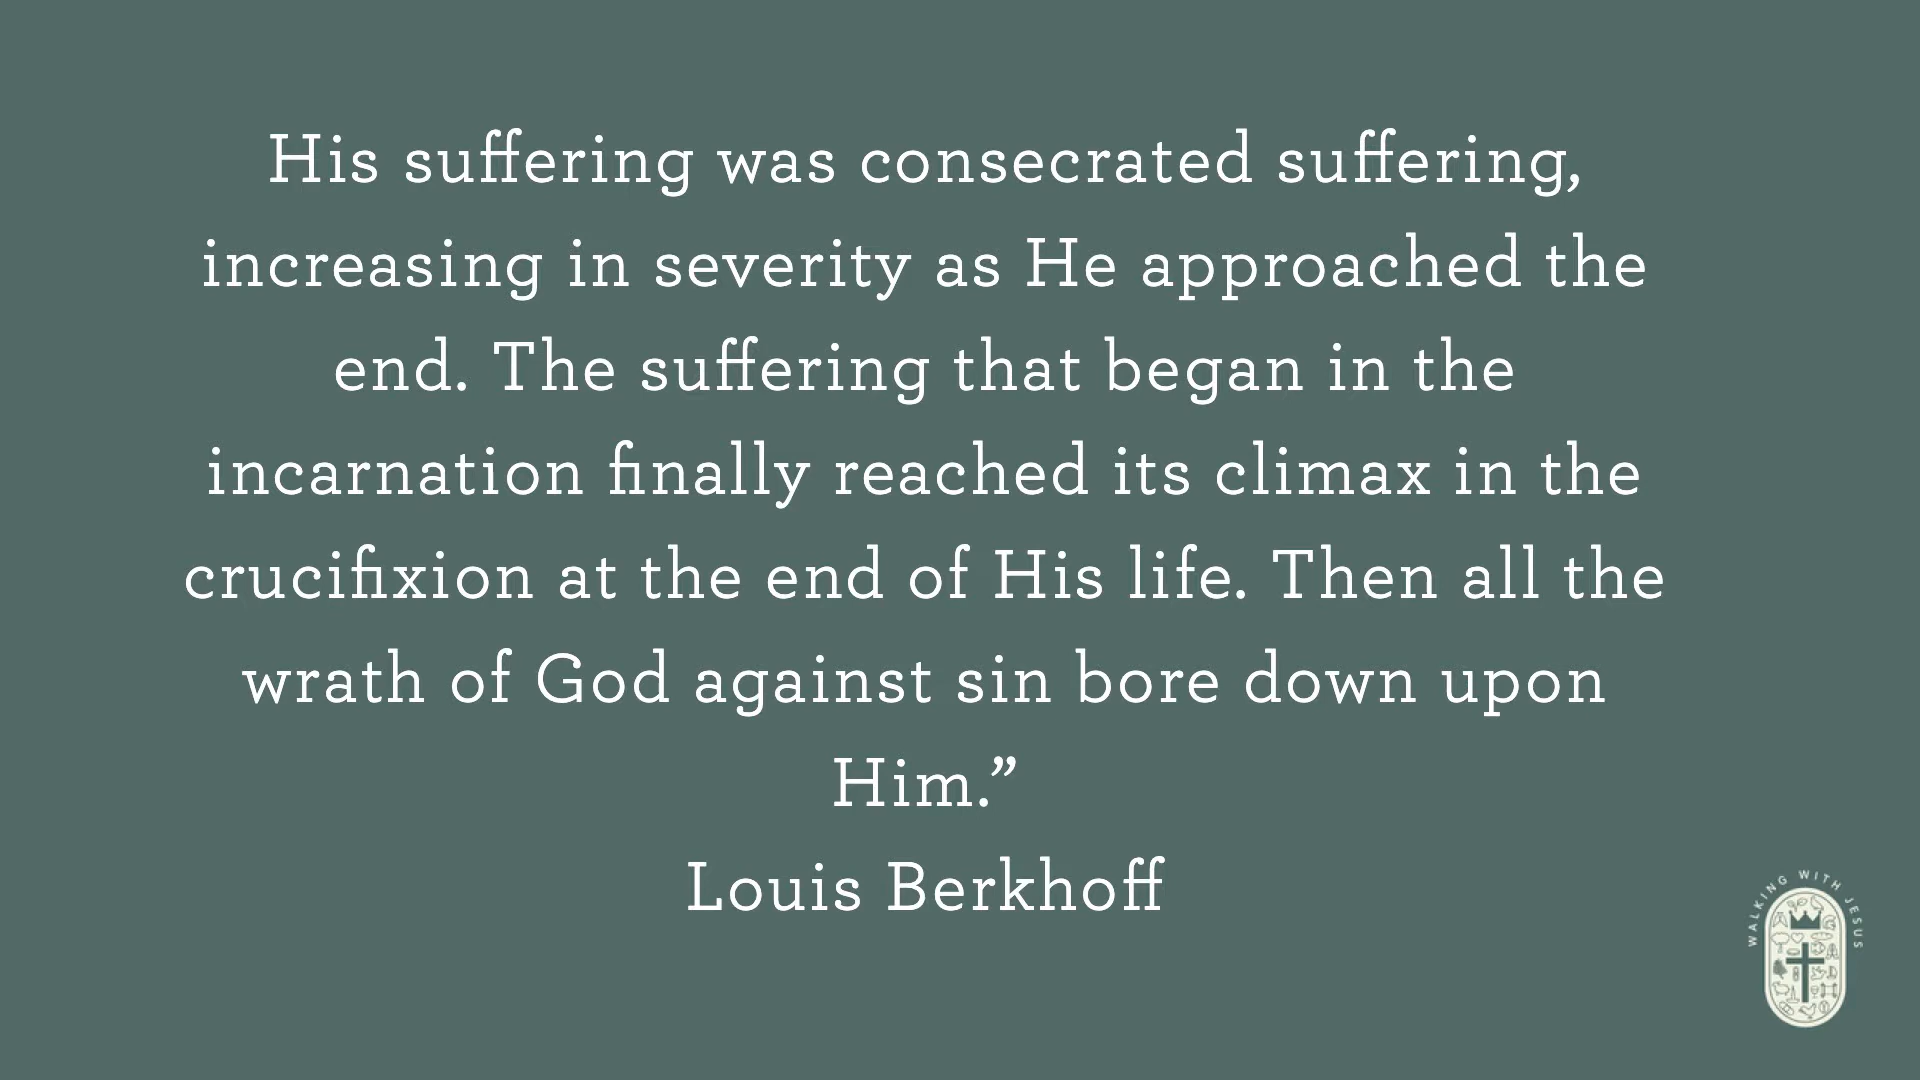 His suffering was consecrated suffering,
increasing in severity as He approached the
end. The suffering that began in the
incarnation finally reached its climax in the
crucifixion at the end of His life. Then all the
wrath of God against sin bore down upon
Him.”
Louis Berkhoff
WALKING WITH JESUS